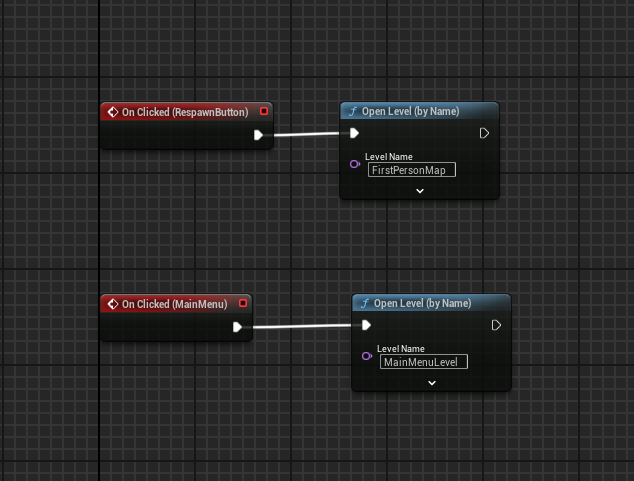 On Clicked (RespawnButton)
f Open Level (by Name)
Level Name
FirstPersonMap
On Clicked (MainMenu)
f Open Level (by Name)
Level Name
MainMenuLevel